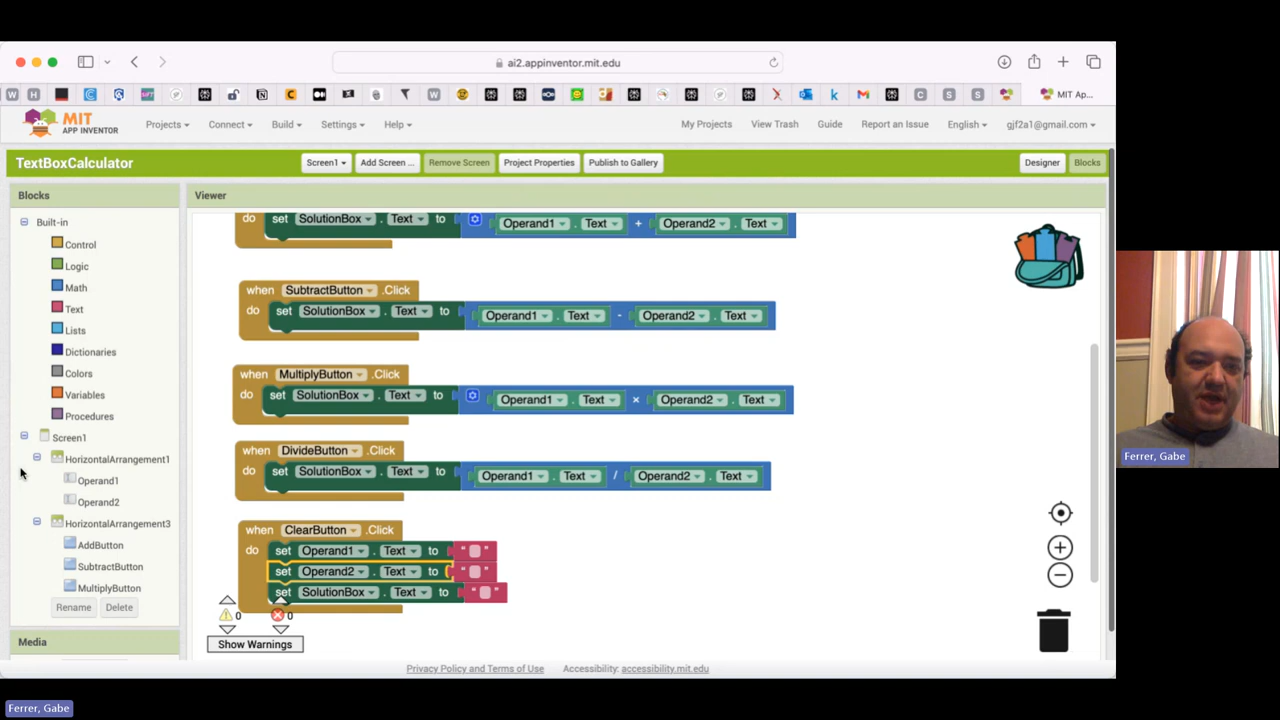 ai2.appinventor.mit.edu
MIT Ap...
MIT
APP INVENTOR
Projects Connect Build Settings Help My Projects View Trash Guide Report an Issue English gjf2a1@gmail.com
TextBoxCalculator Screen1 Add Screen ... Remove Screen Project Properties Publish to Gallery Designer Blocks
Blocks
Viewer
Built-in
Control
Logic
Math
Text
Lists
Dictionaries
Colors
Variables
Procedures
Screen1
HorizontalArrangement1
Operand1
Operand2
HorizontalArrangement3
AddButton
SubtractButton
MultiplyButton
Rename Delete
Media
do set SolutionBox . Text to Operand1 . Text + Operand2 . Text
when SubtractButton .Click
do set SolutionBox . Text to Operand1 . Text - Operand2 . Text
when MultiplyButton .Click
do set SolutionBox . Text to Operand1 . Text × Operand2 . Text
when DivideButton .Click
do set SolutionBox . Text to Operand1 . Text / Operand2 . Text
when ClearButton .Click
do set Operand1 . Text to “ ”
set Operand2 . Text to “ ”
set SolutionBox . Text to “ ”
0 0
Show Warnings
Privacy Policy and Terms of Use Accessibility: accessibility.mit.edu
Ferrer, Gabe
Ferrer, Gabe